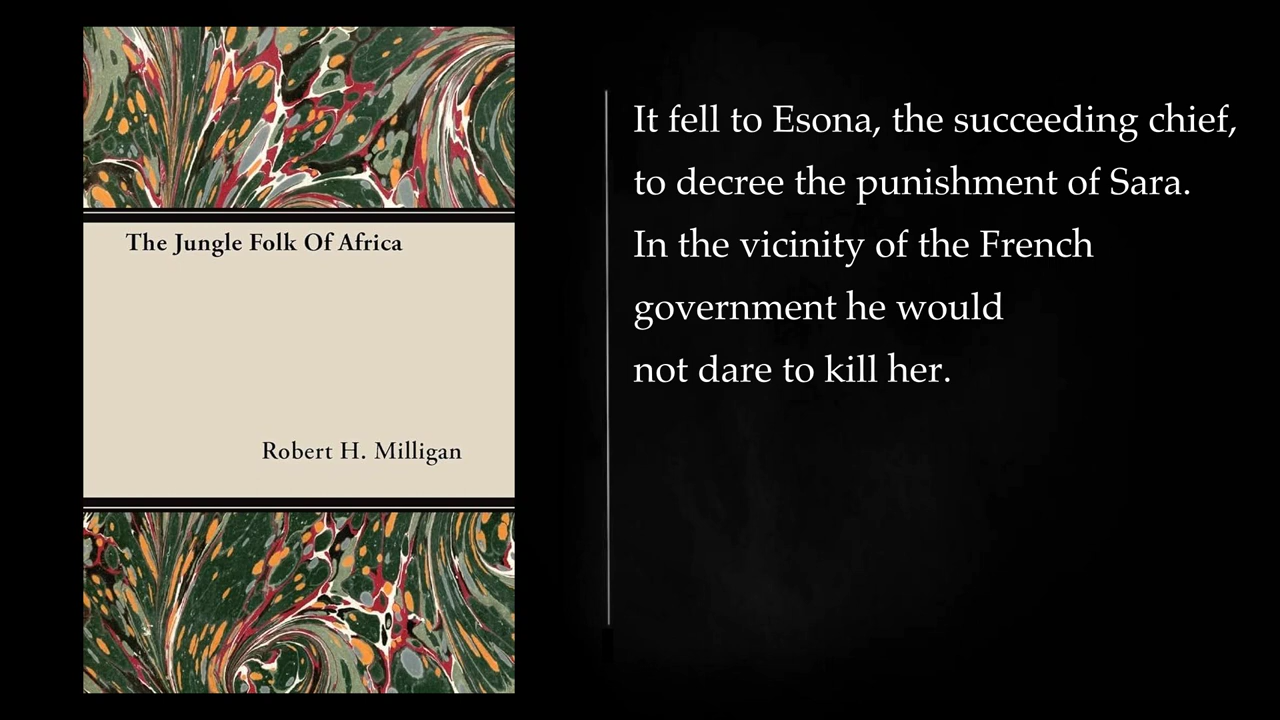 The Jungle Folk Of Africa
Robert H. Milligan
It fell to Esona, the succeeding chief,
to decree the punishment of Sara.
In the vicinity of the French
government he would
not dare to kill her.